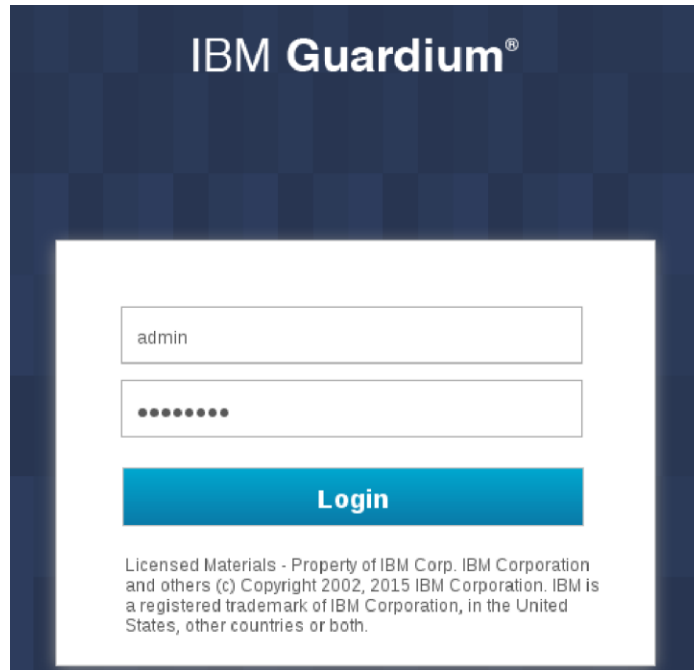 IBM Guardium®
admin
••••••••
Login
Licensed Materials - Property of IBM Corp. IBM Corporation
and others (c) Copyright 2002, 2015 IBM Corporation. IBM is
a registered trademark of IBM Corporation, in the United
States, other countries or both.